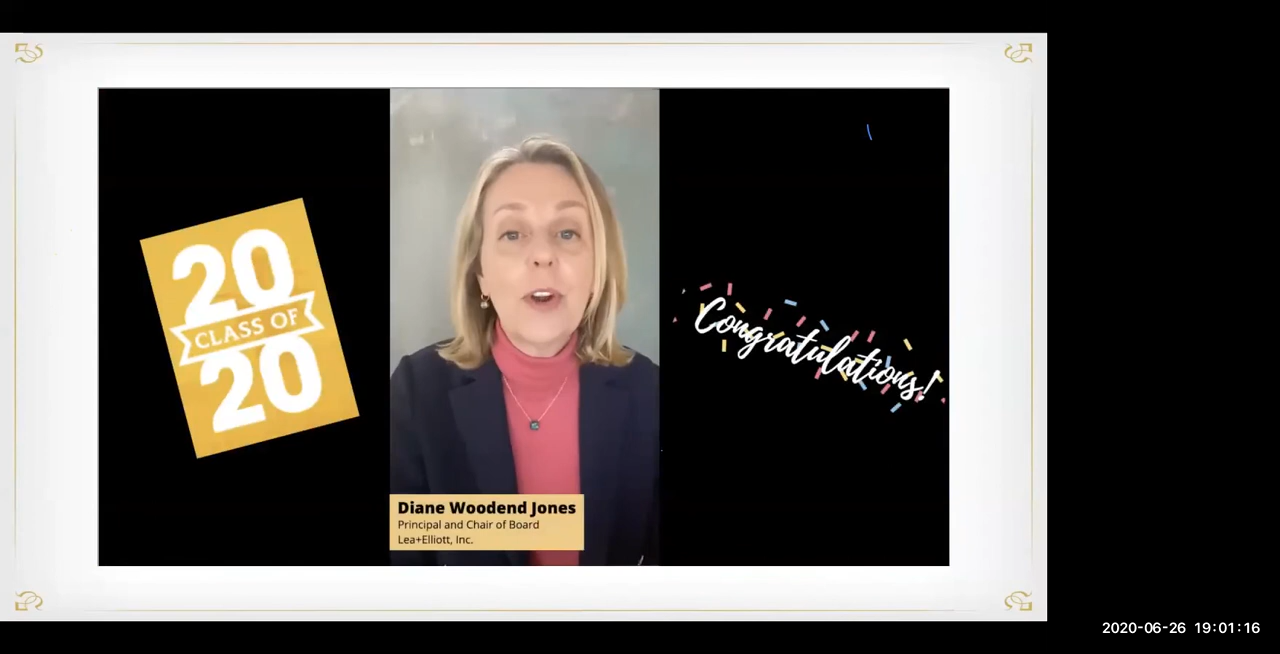 20
CLASS OF
20
Congratulations!
Diane Woodend Jones
Principal and Chair of Board
Lea+Elliott, Inc.
2020-06-26 19:01:16